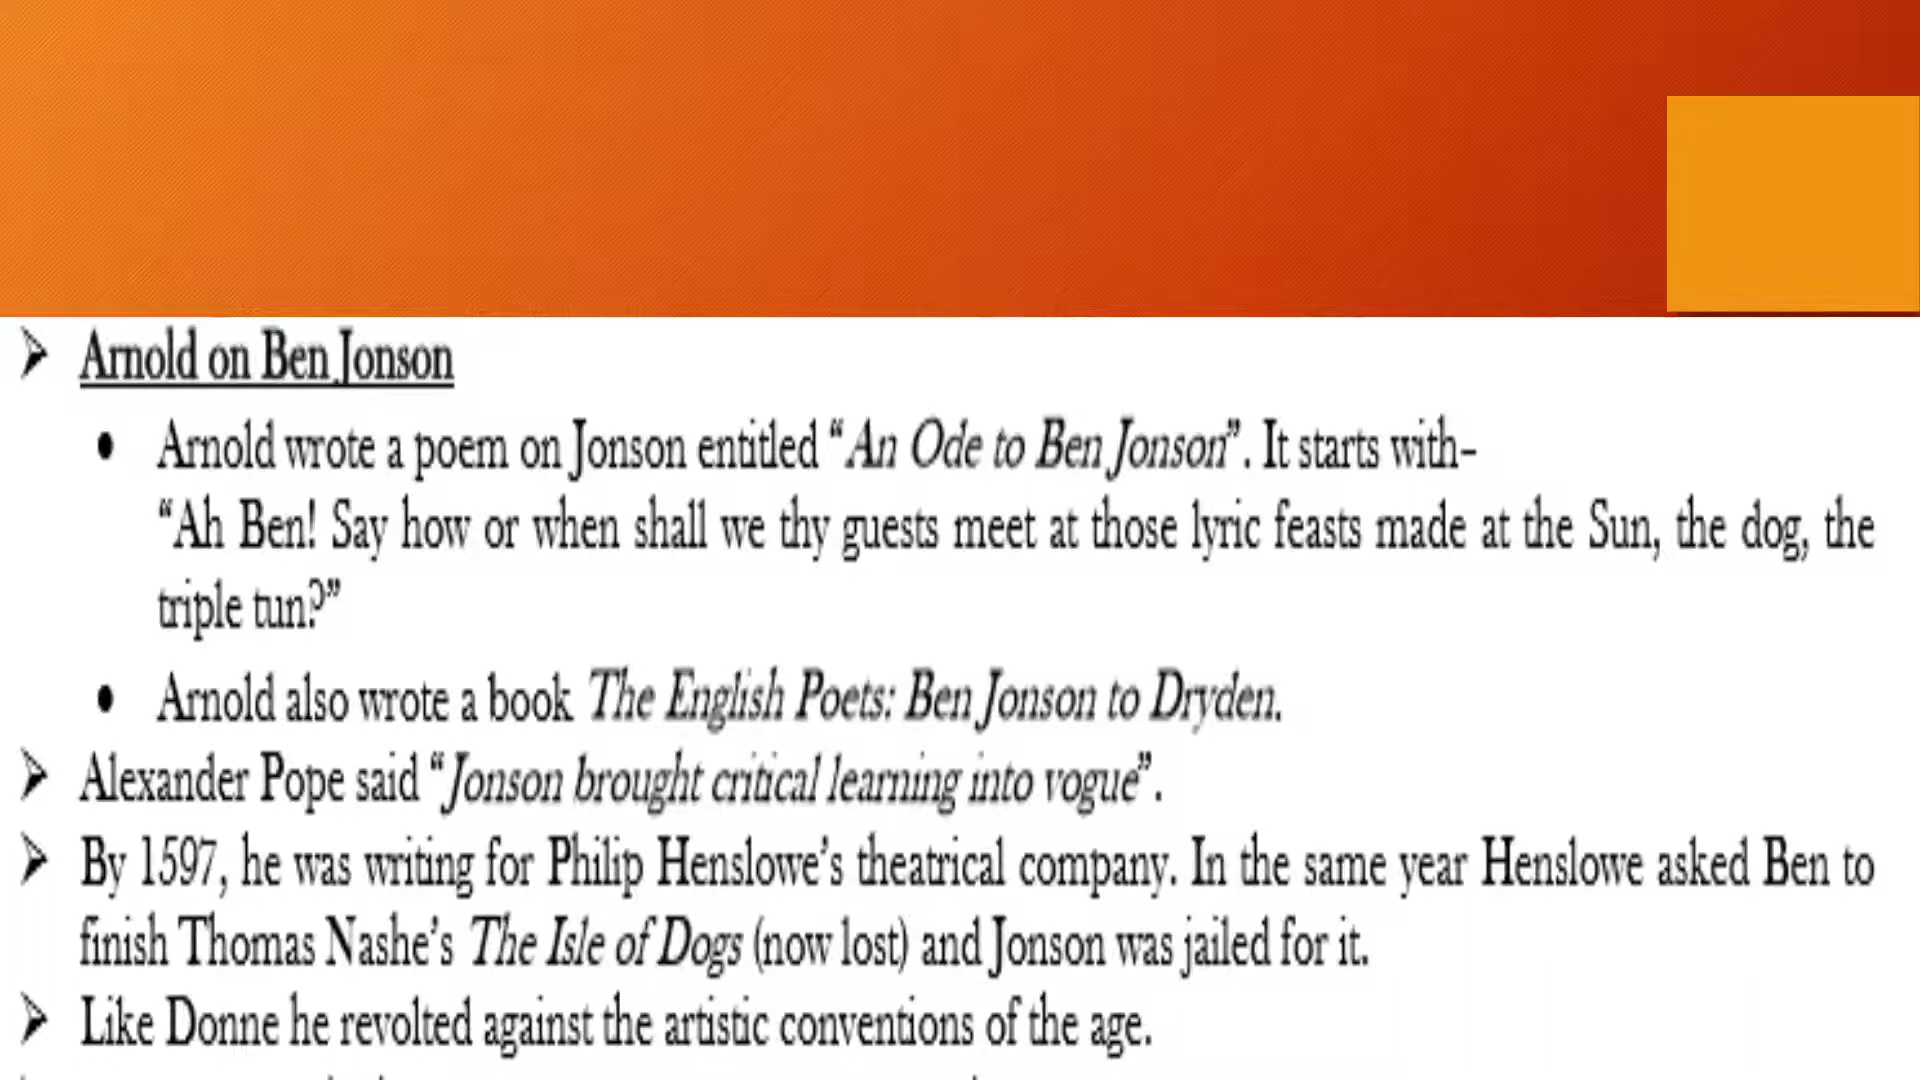 ➢ Arnold on Ben Jonson
• Arnold wrote a poem on Jonson entitled “An Ode to Ben Jonson”. It starts with–
“Ah Ben! Say how or when shall we thy guests meet at those lyric feasts made at the Sun, the dog, the
triple tun?”
• Arnold also wrote a book The English Poets: Ben Jonson to Dryden.
➢ Alexander Pope said “Jonson brought critical learning into vogue”.
➢ By 1597, he was writing for Philip Henslowe’s theatrical company. In the same year Henslowe asked Ben to
finish Thomas Nashe’s The Isle of Dogs (now lost) and Jonson was jailed for it.
➢ Like Donne he revolted against the artistic conventions of the age.